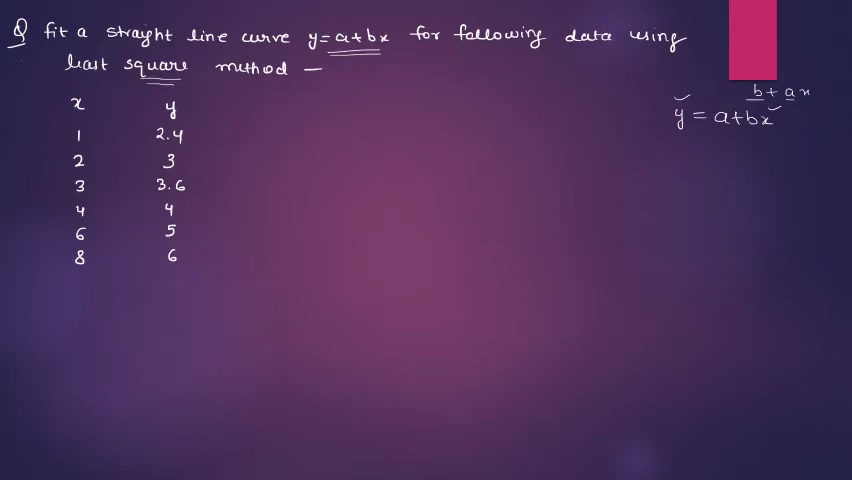 Q fit a straight line curve y=a+bx for following data using
least square method —
b + ax
y = a+bx
x y
1 2.4
2 3
3 3.6
4 4
6 5
8 6